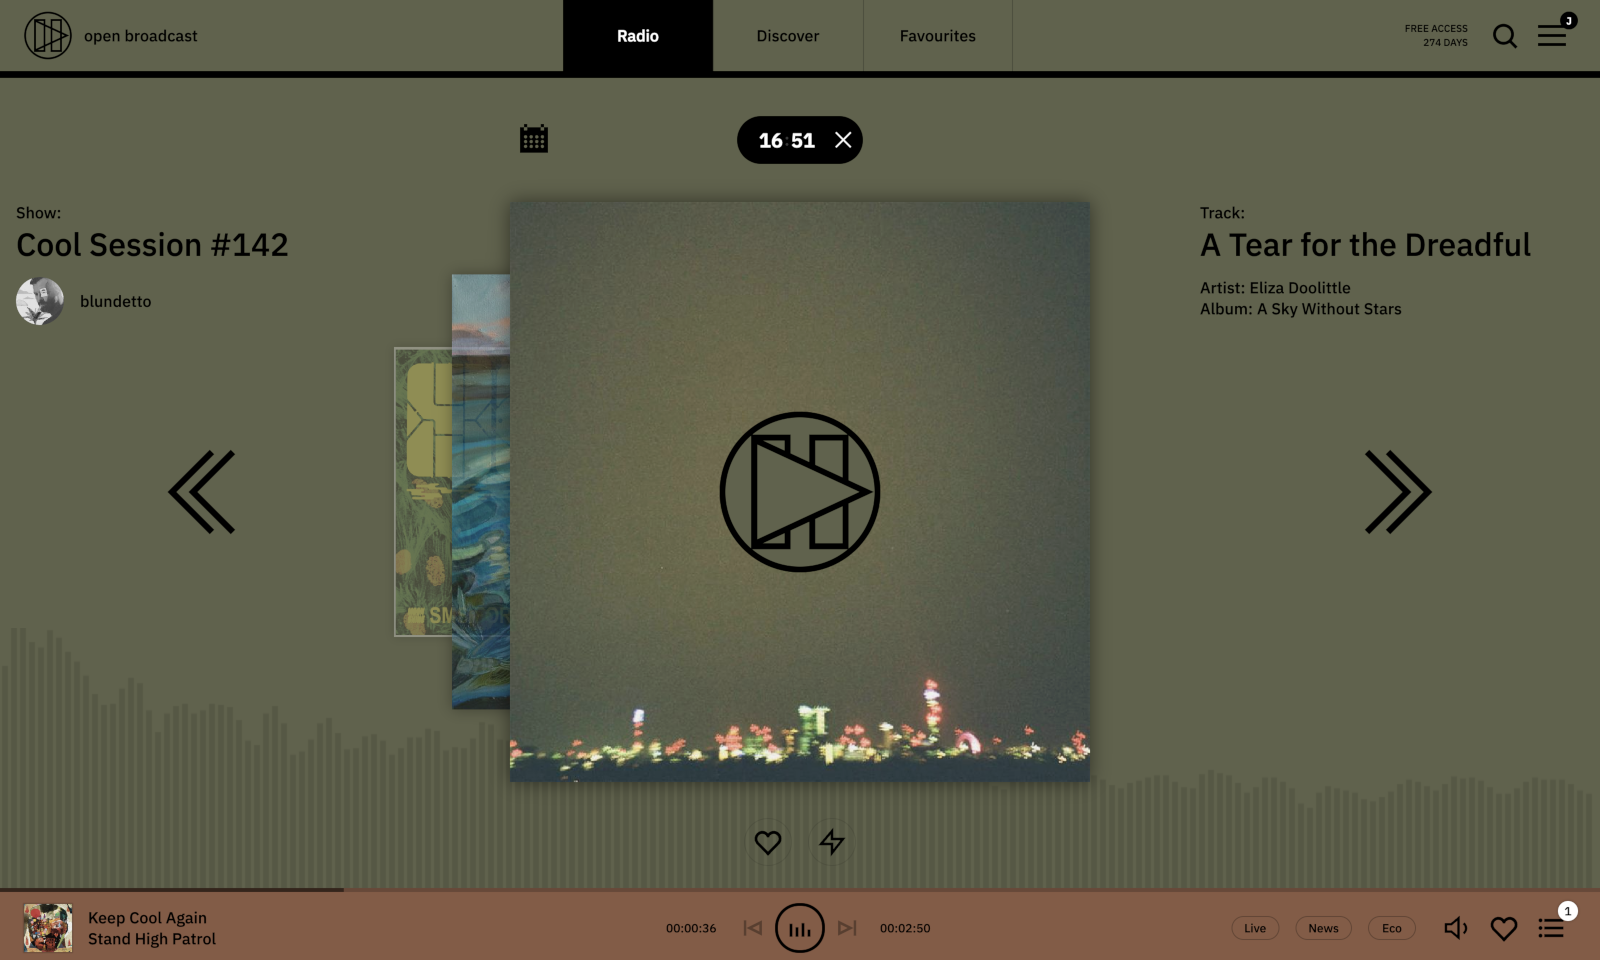 open broadcast
Radio
Discover
Favourites
FREE ACCESS
274 DAYS
J
16:51
Show:
Cool Session #142
blundetto
Track:
A Tear for the Dreadful
Artist: Eliza Doolittle
Album: A Sky Without Stars
Keep Cool Again
Stand High Patrol
00:00:36
00:02:50
Live
News
Eco
1